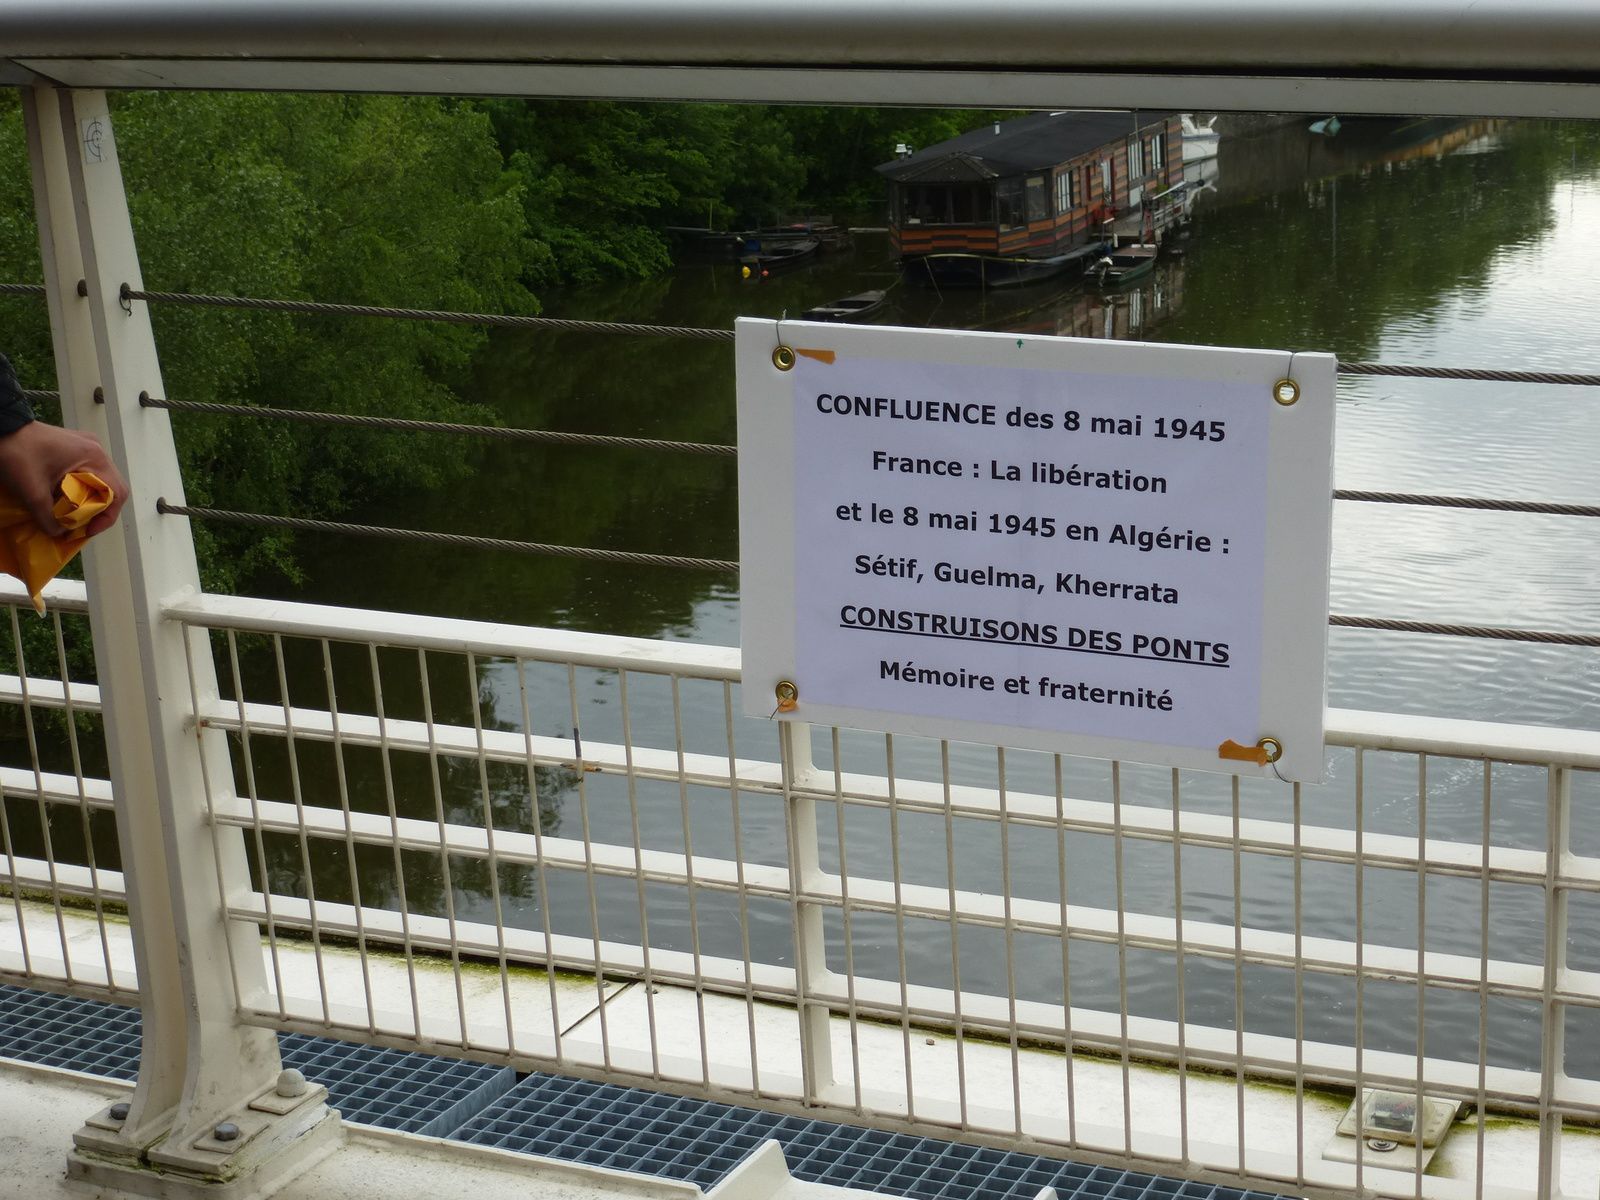 CONFLUENCE des 8 mai 1945
France : La libération
et le 8 mai 1945 en Algérie :
Sétif, Guelma, Kherrata
CONSTRUISONS DES PONTS
Mémoire et fraternité